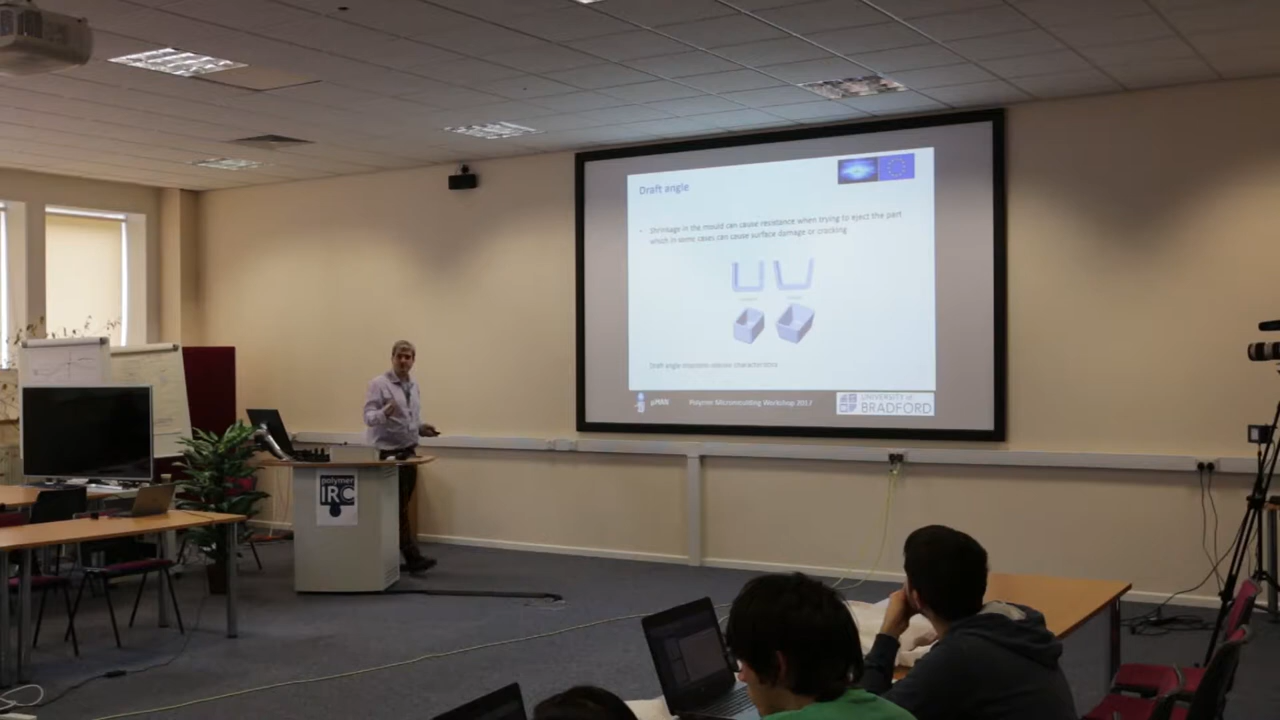 Draft angle
• Shrinkage in the mould can cause resistance when trying to eject the part
which in some cases can cause surface damage or cracking
Draft angle improves release characteristics
Polymer Micromoulding Workshop 2017
UNIVERSITY of
BRADFORD
polymer
IRC